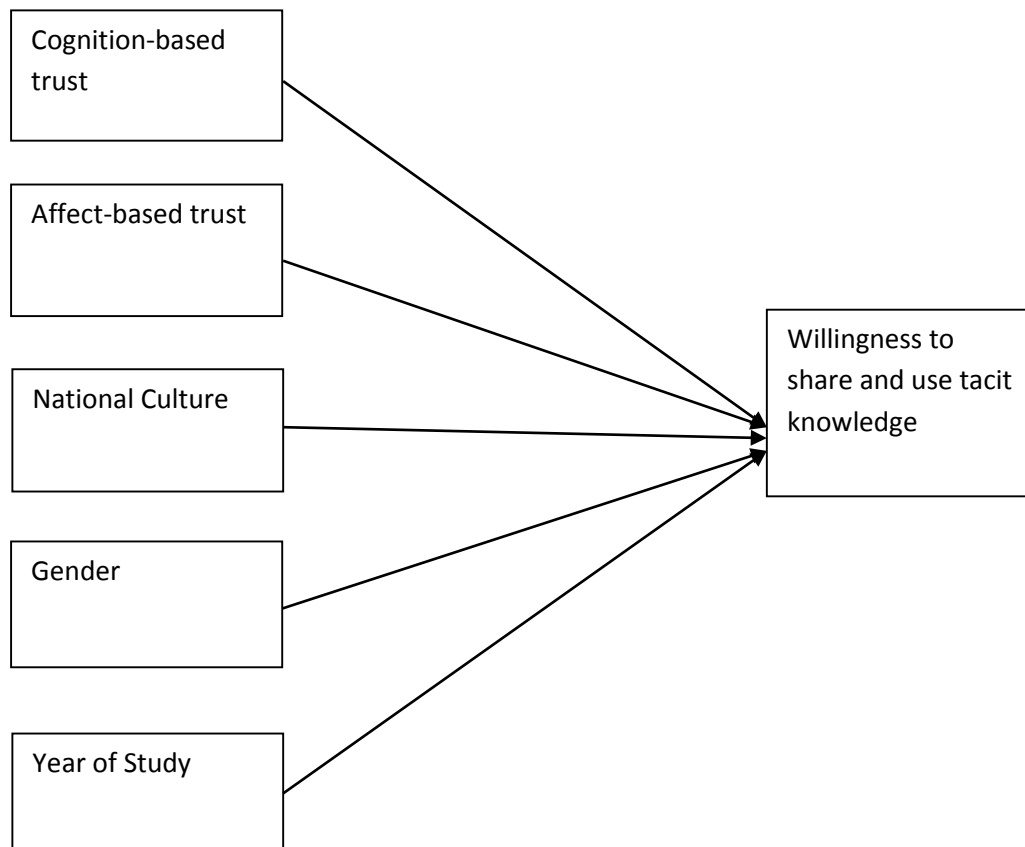 Cognition-based
trust
Affect-based trust
National Culture
Gender
Year of Study
Willingness to
share and use tacit
knowledge